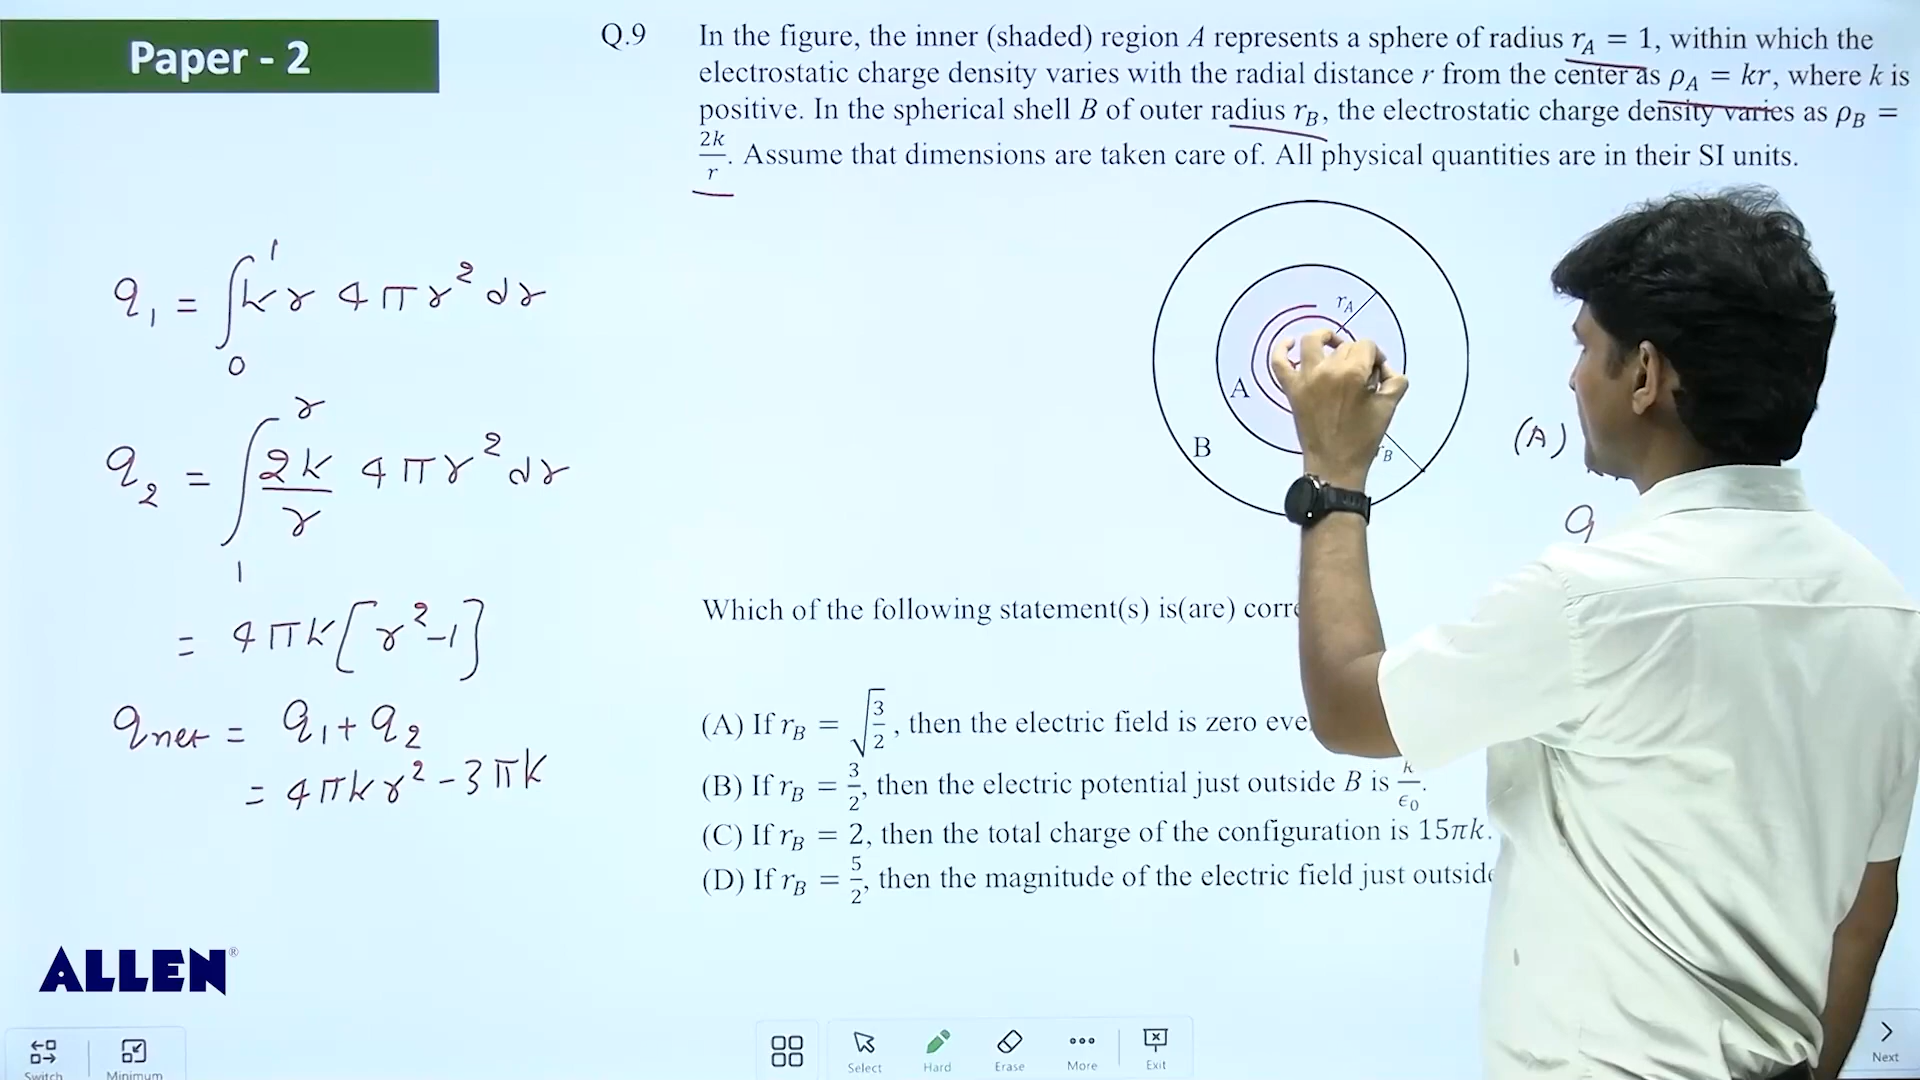 Paper - 2
Q.9 In the figure, the inner (shaded) region A represents a sphere of radius r_A = 1, within which the
electrostatic charge density varies with the radial distance r from the center as ρ_A = kr, where k is
positive. In the spherical shell B of outer radius r_B, the electrostatic charge density varies as ρ_B =
2k/r. Assume that dimensions are taken care of. All physical quantities are in their SI units.
r_A
A
B
r_B
(A)
q
q₁ = ∫₀¹ kr 4πr² dr
q₂ = ∫₁ʳ 2k/r 4πr² dr
= 4πk[r²-1]
q_net = q₁ + q₂
= 4πkr² - 3πk
Which of the following statement(s) is(are)
(A) If r_B = √(3/2), then the electric field is zero
(B) If r_B = 3/2, then the electric potential just outside B is k/ϵ₀.
(C) If r_B = 2, then the total charge of the configuration is 15πk.
(D) If r_B = 5/2, then the magnitude of the electric field just
ALLEN®
Switch
Minimum
Select
Hard
Erase
More
Exit
Next